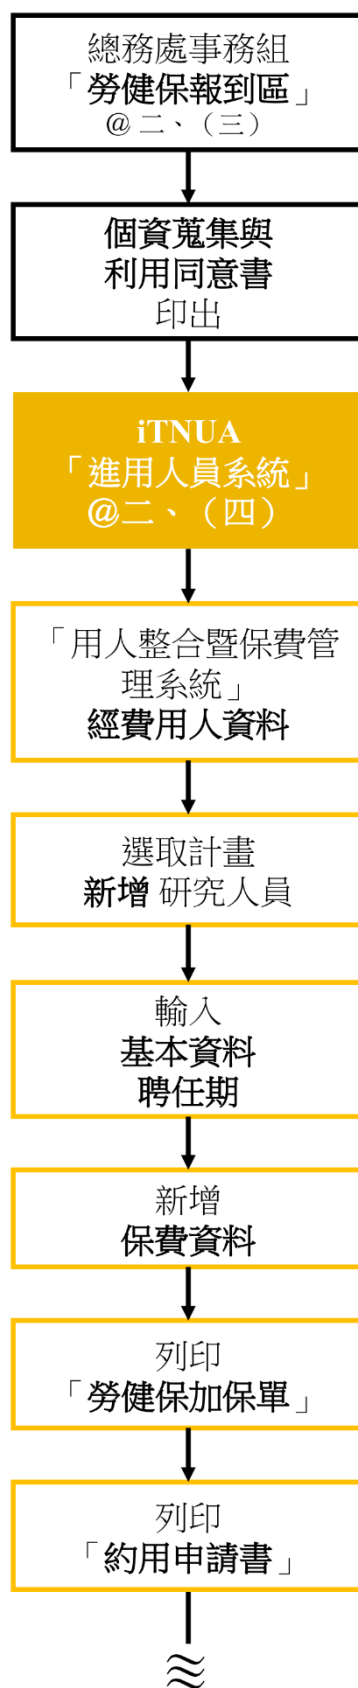 總務處事務組
「勞健保報到區」
@ 二、（三）
個資蒐集與
利用同意書
印出
iTNUA
「進用人員系統」
@二、（四）
「用人整合暨保費管
理系統」
經費用人資料
選取計畫
新增 研究人員
輸入
基本資料
聘任期
新增
保費資料
列印
「勞健保加保單」
列印
「約用申請書」